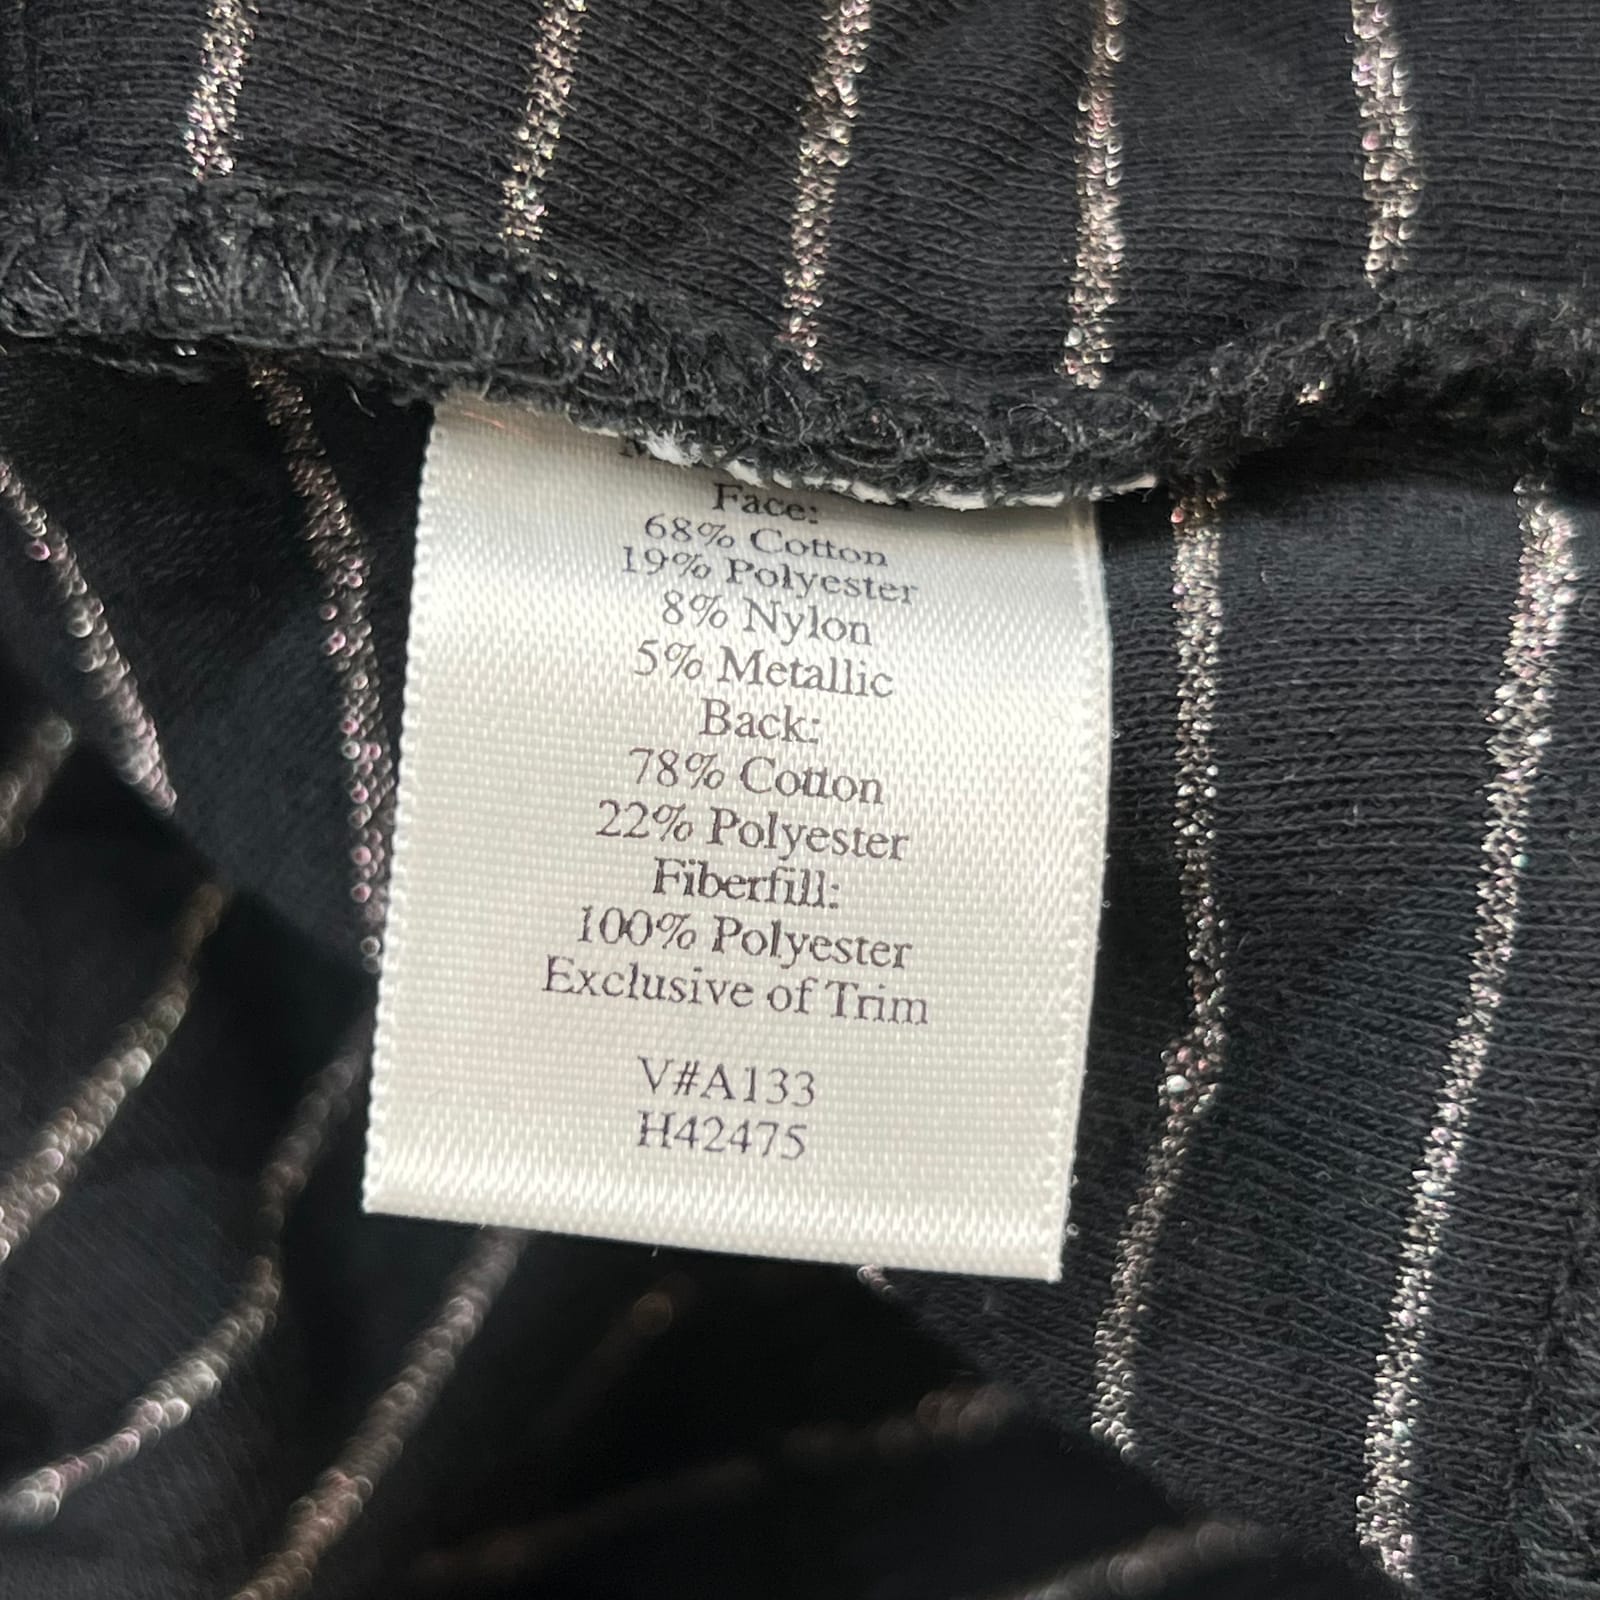 Face:
68% Cotton
19% Polyester
8% Nylon
5% Metallic
Back:
78% Cotton
22% Polyester
Fiberfill:
100% Polyester
Exclusive of Trim
V#A133
H42475